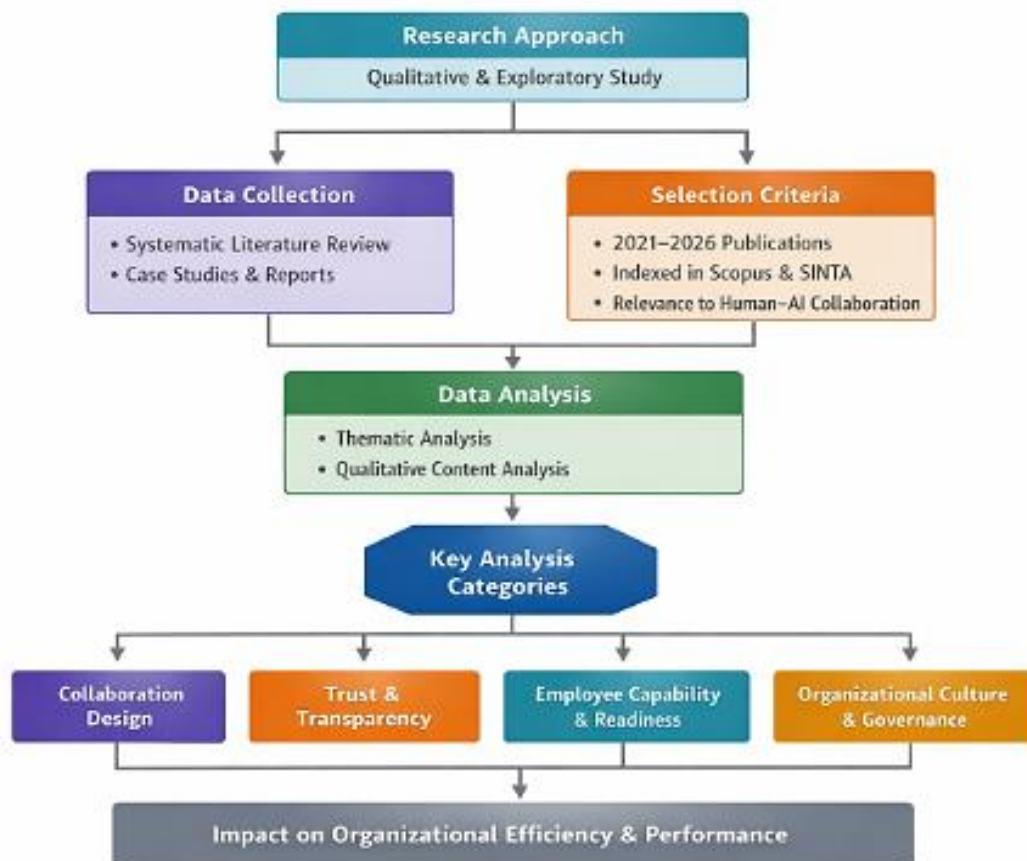 Research Approach
Qualitative & Exploratory Study
Data Collection
• Systematic Literature Review
• Case Studies & Reports
Selection Criteria
• 2021–2026 Publications
• Indexed in Scopus & SINTA
• Relevance to Human–AI Collaboration
Data Analysis
• Thematic Analysis
• Qualitative Content Analysis
Key Analysis
Categories
Collaboration
Design
Trust &
Transparency
Employee Capability
& Readiness
Organizational Culture
& Governance
Impact on Organizational Efficiency & Performance